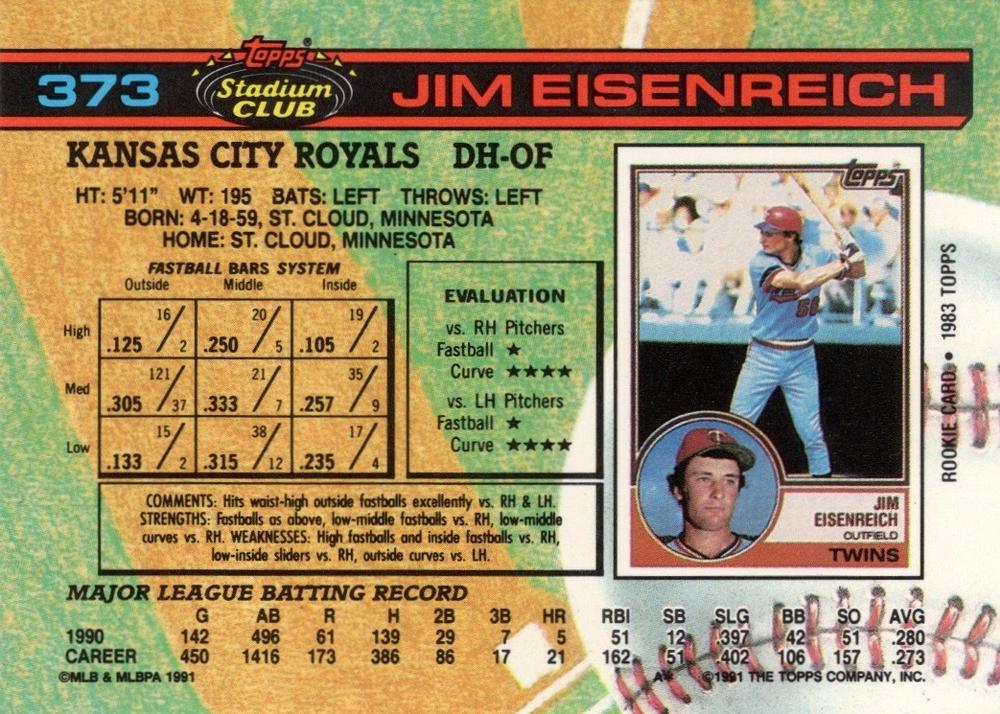 373
Topps®
Stadium
CLUB
JIM EISENREICH
KANSAS CITY ROYALS DH-OF
HT: 5'11" WT: 195 BATS: LEFT THROWS: LEFT
BORN: 4-18-59, ST. CLOUD, MINNESOTA
HOME: ST. CLOUD, MINNESOTA
FASTBALL BARS SYSTEM
Outside Middle Inside
High .125 16/2 .250 20/5 .105 19/2
Med .305 121/37 .333 21/7 .257 35/9
Low .133 15/2 .315 38/12 .235 17/4
EVALUATION
vs. RH Pitchers
Fastball ★
Curve ★★★★
vs. LH Pitchers
Fastball ★
Curve ★★★★
COMMENTS: Hits waist-high outside fastballs excellently vs. RH & LH.
STRENGTHS: Fastballs as above, low-middle fastballs vs. RH, low-middle
curves vs. RH. WEAKNESSES: High fastballs and inside fastballs vs. RH,
low-inside sliders vs. RH, outside curves vs. LH.
Topps
JIM
EISENREICH
OUTFIELD
TWINS
ROOKIE CARD • 1983 TOPPS
MAJOR LEAGUE BATTING RECORD
G AB R H 2B 3B HR RBI SB SLG BB SO AVG
1990 142 496 61 139 29 7 5 51 12 .397 42 51 .280
CAREER 450 1416 173 386 86 17 21 162 51 .402 106 157 .273
©MLB & MLBPA 1991 A* ©1991 THE TOPPS COMPANY, INC.